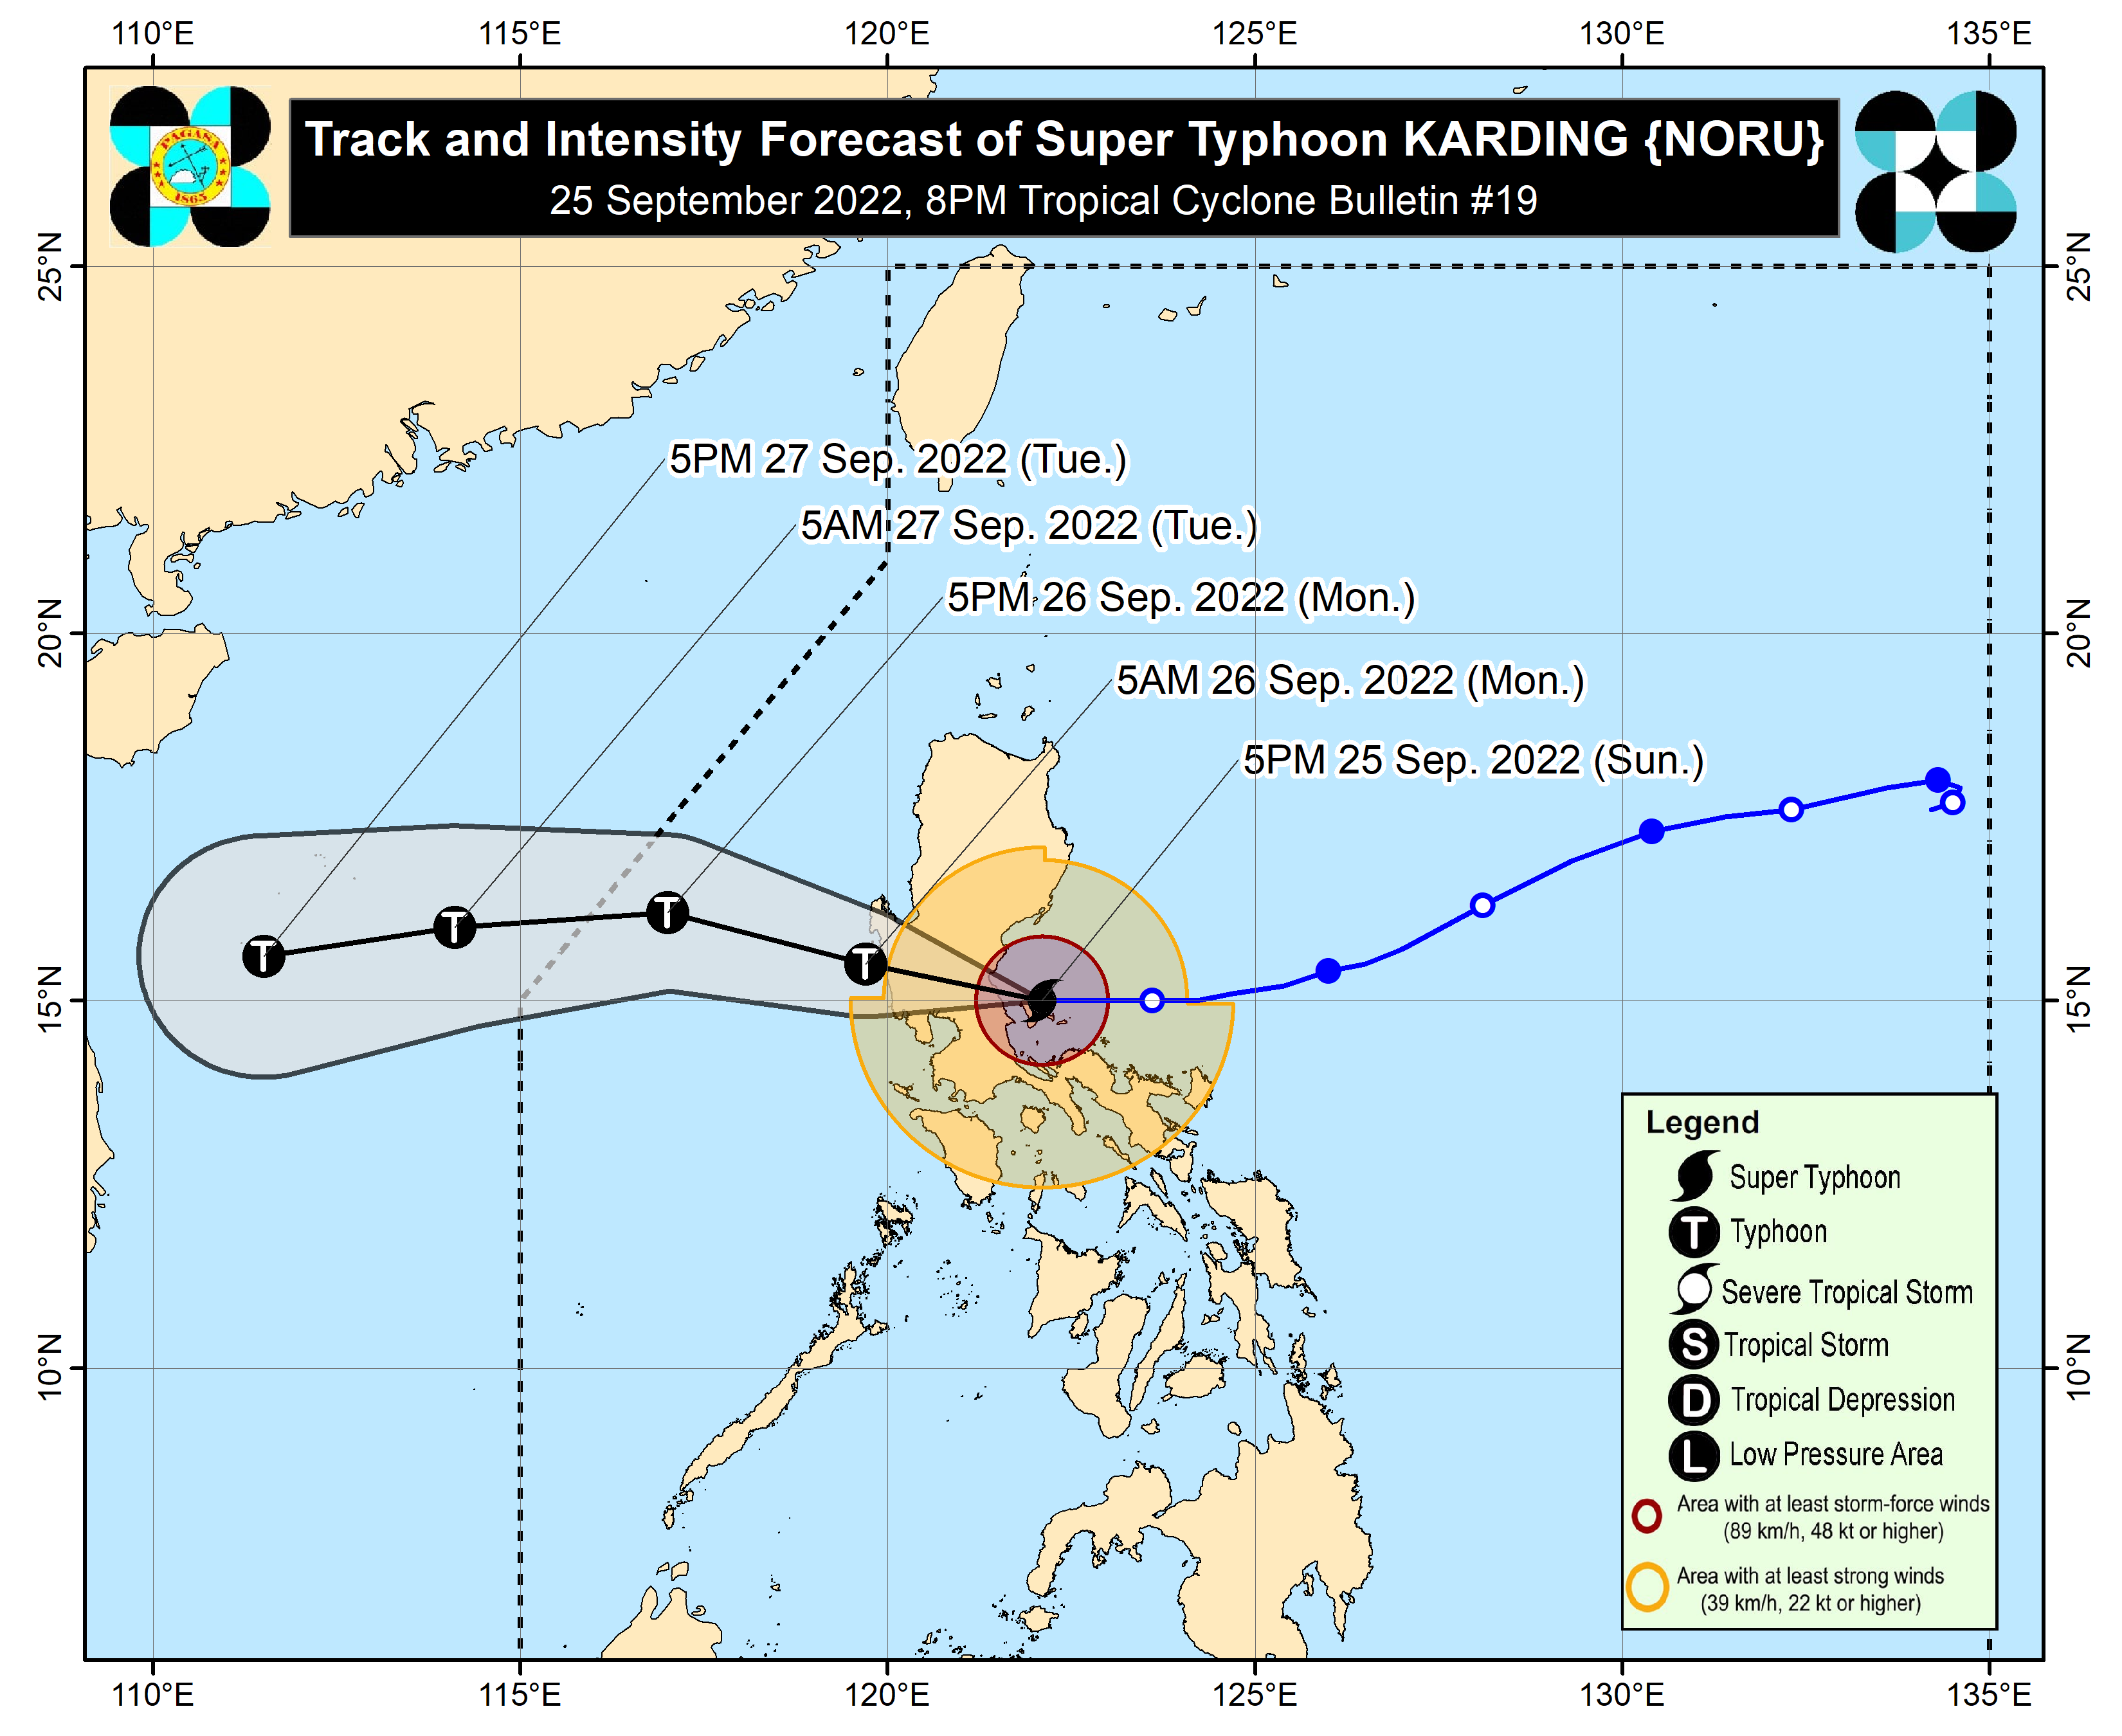 110°E 115°E 120°E 125°E 130°E 135°E
PAGASA
1865
Track and Intensity Forecast of Super Typhoon KARDING {NORU}
25 September 2022, 8PM Tropical Cyclone Bulletin #19
25°N 25°N
5PM 27 Sep. 2022 (Tue.)
5AM 27 Sep. 2022 (Tue.)
5PM 26 Sep. 2022 (Mon.)
20°N 20°N
5AM 26 Sep. 2022 (Mon.)
5PM 25 Sep. 2022 (Sun.)
T
T
T
T
15°N 15°N
Legend
Super Typhoon
T Typhoon
Severe Tropical Storm
S Tropical Storm
10°N 10°N
D Tropical Depression
L Low Pressure Area
Area with at least storm-force winds
(89 km/h, 48 kt or higher)
Area with at least strong winds
(39 km/h, 22 kt or higher)
110°E 115°E 120°E 125°E 130°E 135°E